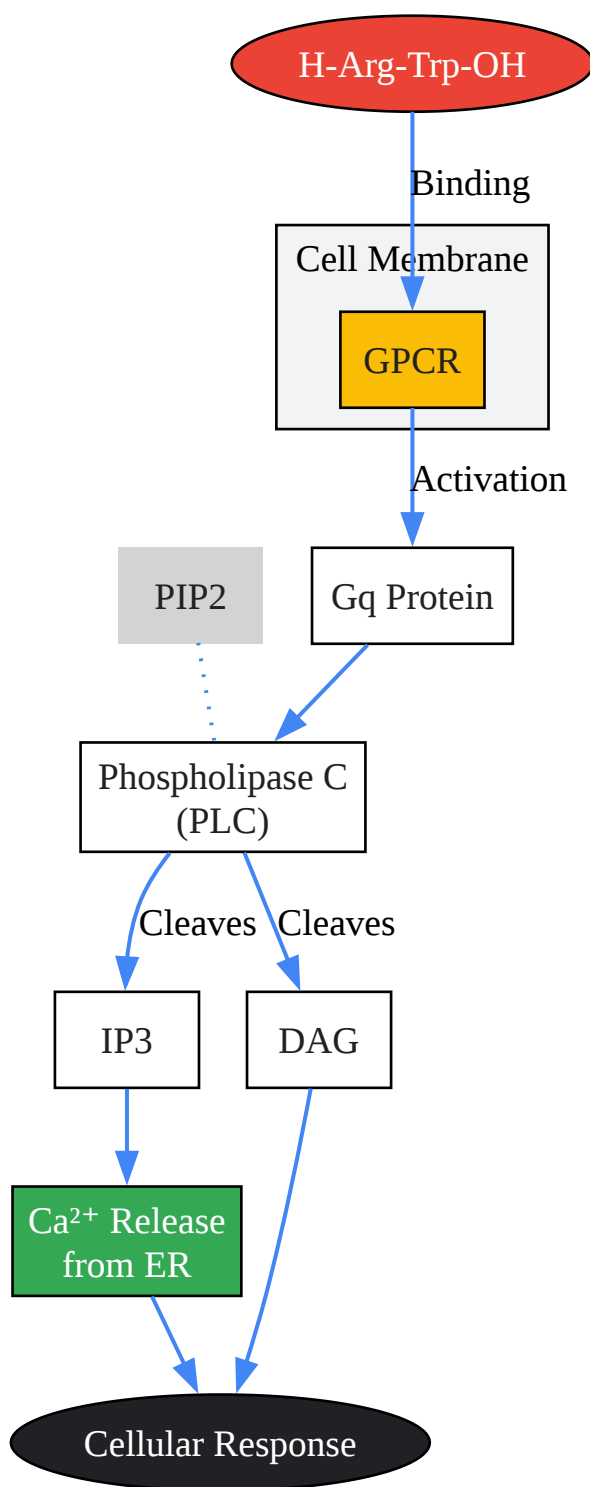 H-Arg-Trp-OH
Binding
Cell Membrane
GPCR
Activation
PIP2
Gq Protein
Phospholipase C
(PLC)
Cleaves
Cleaves
IP3
DAG
Ca²⁺ Release
from ER
Cellular Response